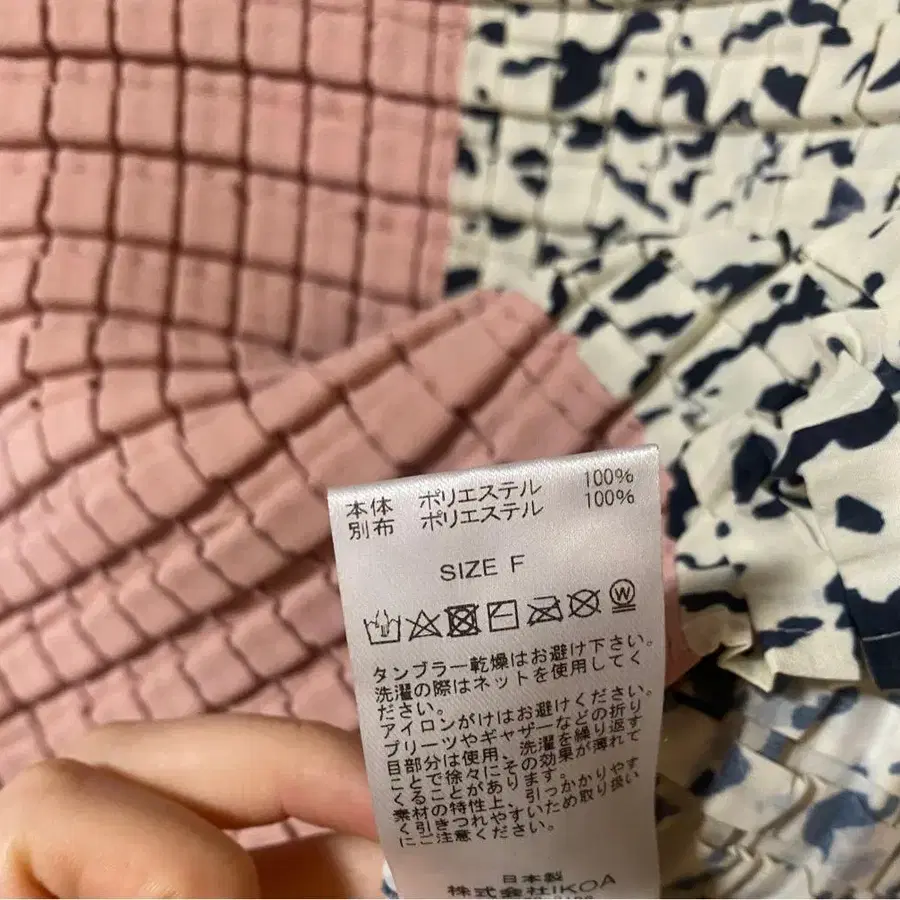 本体 ポリエステル 100%
別布 ポリエステル 100%
SIZE F
W
タンブラー乾燥はお避け下さい。
洗濯の際はネットを使用してく
ださい。
アイロンがけはお避けください。
プリーツやギャザーなどの折り
目部分は使用、洗濯を繰り返す
ことで徐々にその効果が薄れて
くることがあります。
素材の特性上、引っかかりやす
く引きつれやすいため取り扱い
にご注意ください。
日本製
株式会社IKOA